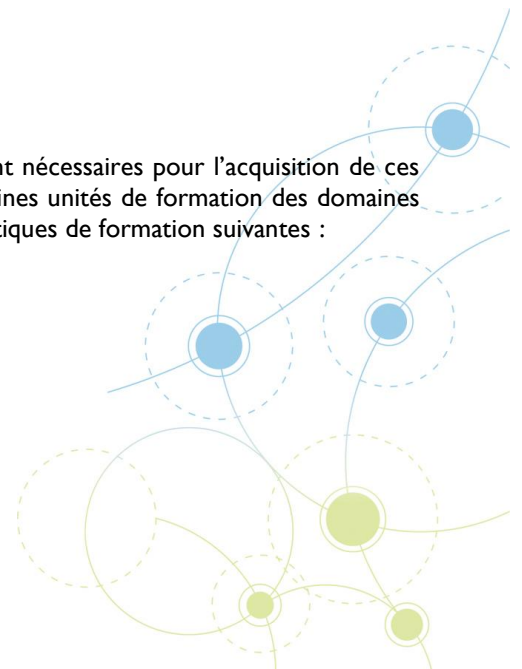 nt nécessaires pour l'acquisition de ces
ines unités de formation des domaines
tiques de formation suivantes :